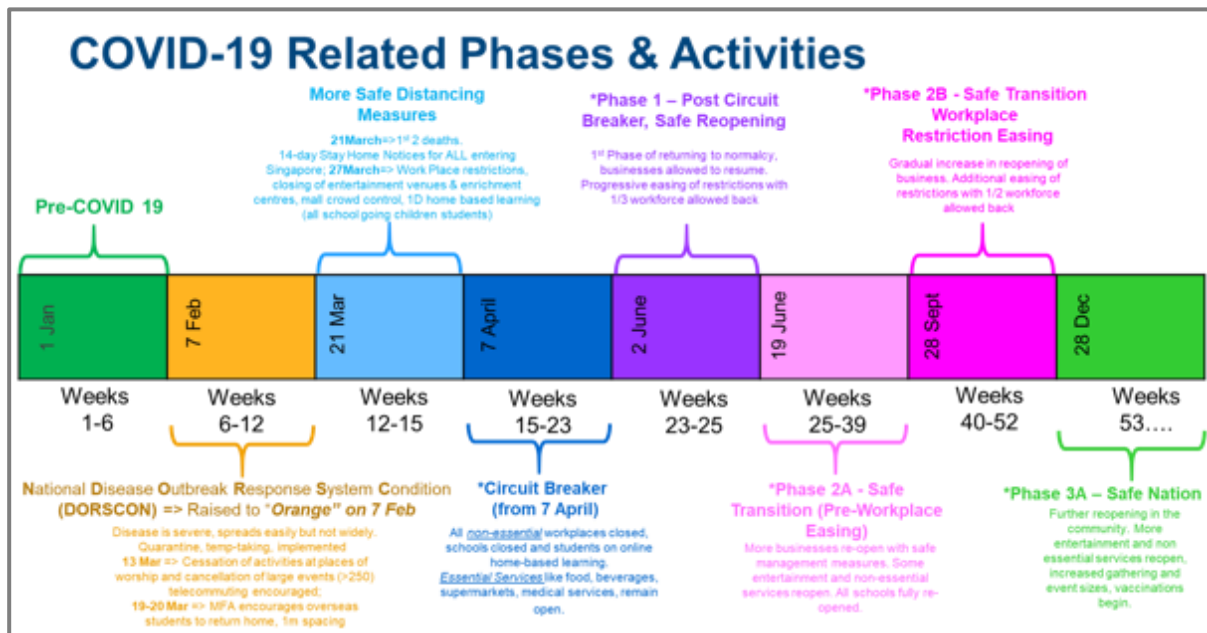 COVID-19 Related Phases & Activities
More Safe Distancing
Measures
21March=>1st 2 deaths.
14-day Stay Home Notices for ALL entering
Singapore; 27March=> Work Place restrictions,
closing of entertainment venues & enrichment
centres, mall crowd control, 1D home based learning
(all school going children students)
*Phase 1 – Post Circuit
Breaker, Safe Reopening
1st Phase of returning to normalcy,
businesses allowed to resume.
Progressive easing of restrictions with
1/3 workforce allowed back
*Phase 2B - Safe Transition
Workplace
Restriction Easing
Gradual increase in reopening of
business. Additional easing of
restrictions with 1/2 workforce
allowed back
Pre-COVID 19
1 Jan
7 Feb
21 Mar
7 April
2 June
19 June
28 Sept
28 Dec
Weeks
1-6
Weeks
6-12
Weeks
12-15
Weeks
15-23
Weeks
23-25
Weeks
25-39
Weeks
40-52
Weeks
53....
National Disease Outbreak Response System Condition
(DORSCON) => Raised to "Orange" on 7 Feb
Disease is severe, spreads easily but not widely.
Quarantine, temp-taking, implemented
13 Mar => Cessation of activities at places of
worship and cancellation of large events (>250)
telecommuting encouraged;
19-20 Mar => MFA encourages overseas
students to return home, 1m spacing
*Circuit Breaker
(from 7 April)
All non-essential workplaces closed,
schools closed and students on online
home-based learning.
Essential Services like food, beverages,
supermarkets, medical services, remain
open.
*Phase 2A - Safe
Transition (Pre-Workplace
Easing)
More businesses re-open with safe
management measures. Some
entertainment and non-essential
services reopen. All schools fully re-
opened.
*Phase 3A – Safe Nation
Further reopening in the
community. More
entertainment and non
essential services reopen,
increased gathering and
event sizes, vaccinations
begin.